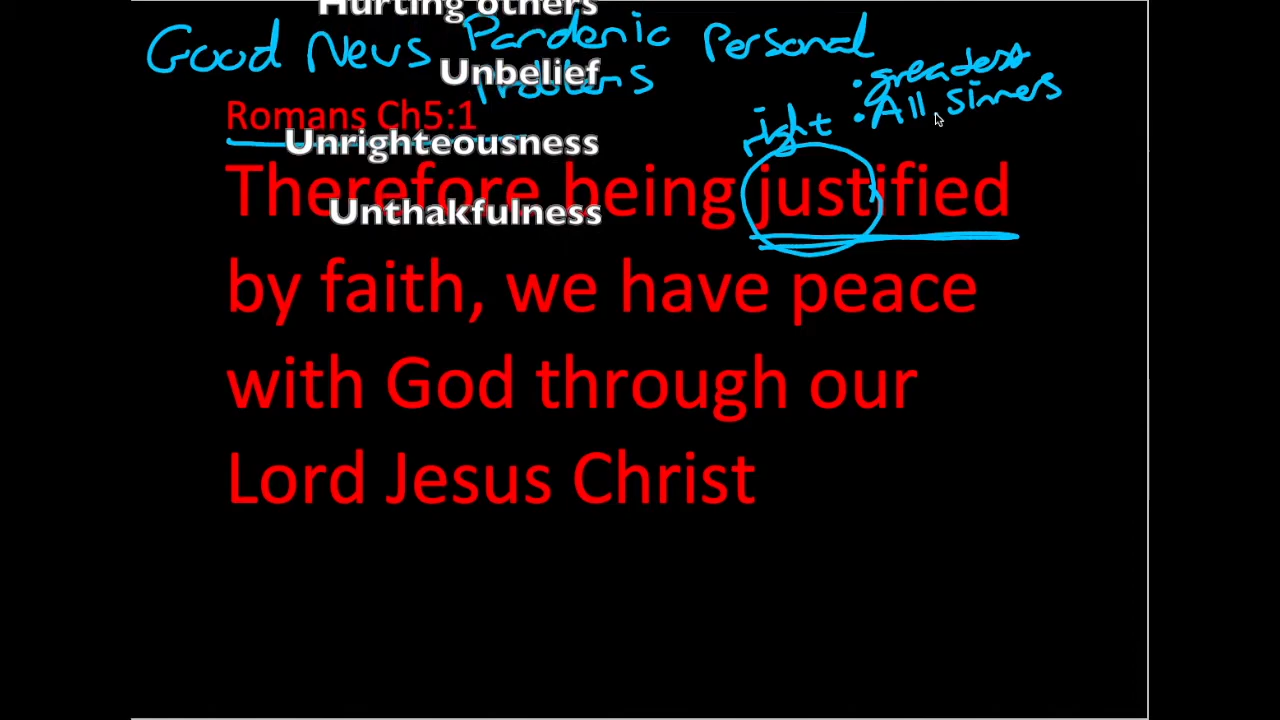 Hurting others
Good News Pandemic Personal
Unbelief
Problems
• greatest
• All sinners
Romans Ch5:1
right
Unrighteousness
Therefore being justified
Unthakfulness
by faith, we have peace
with God through our
Lord Jesus Christ